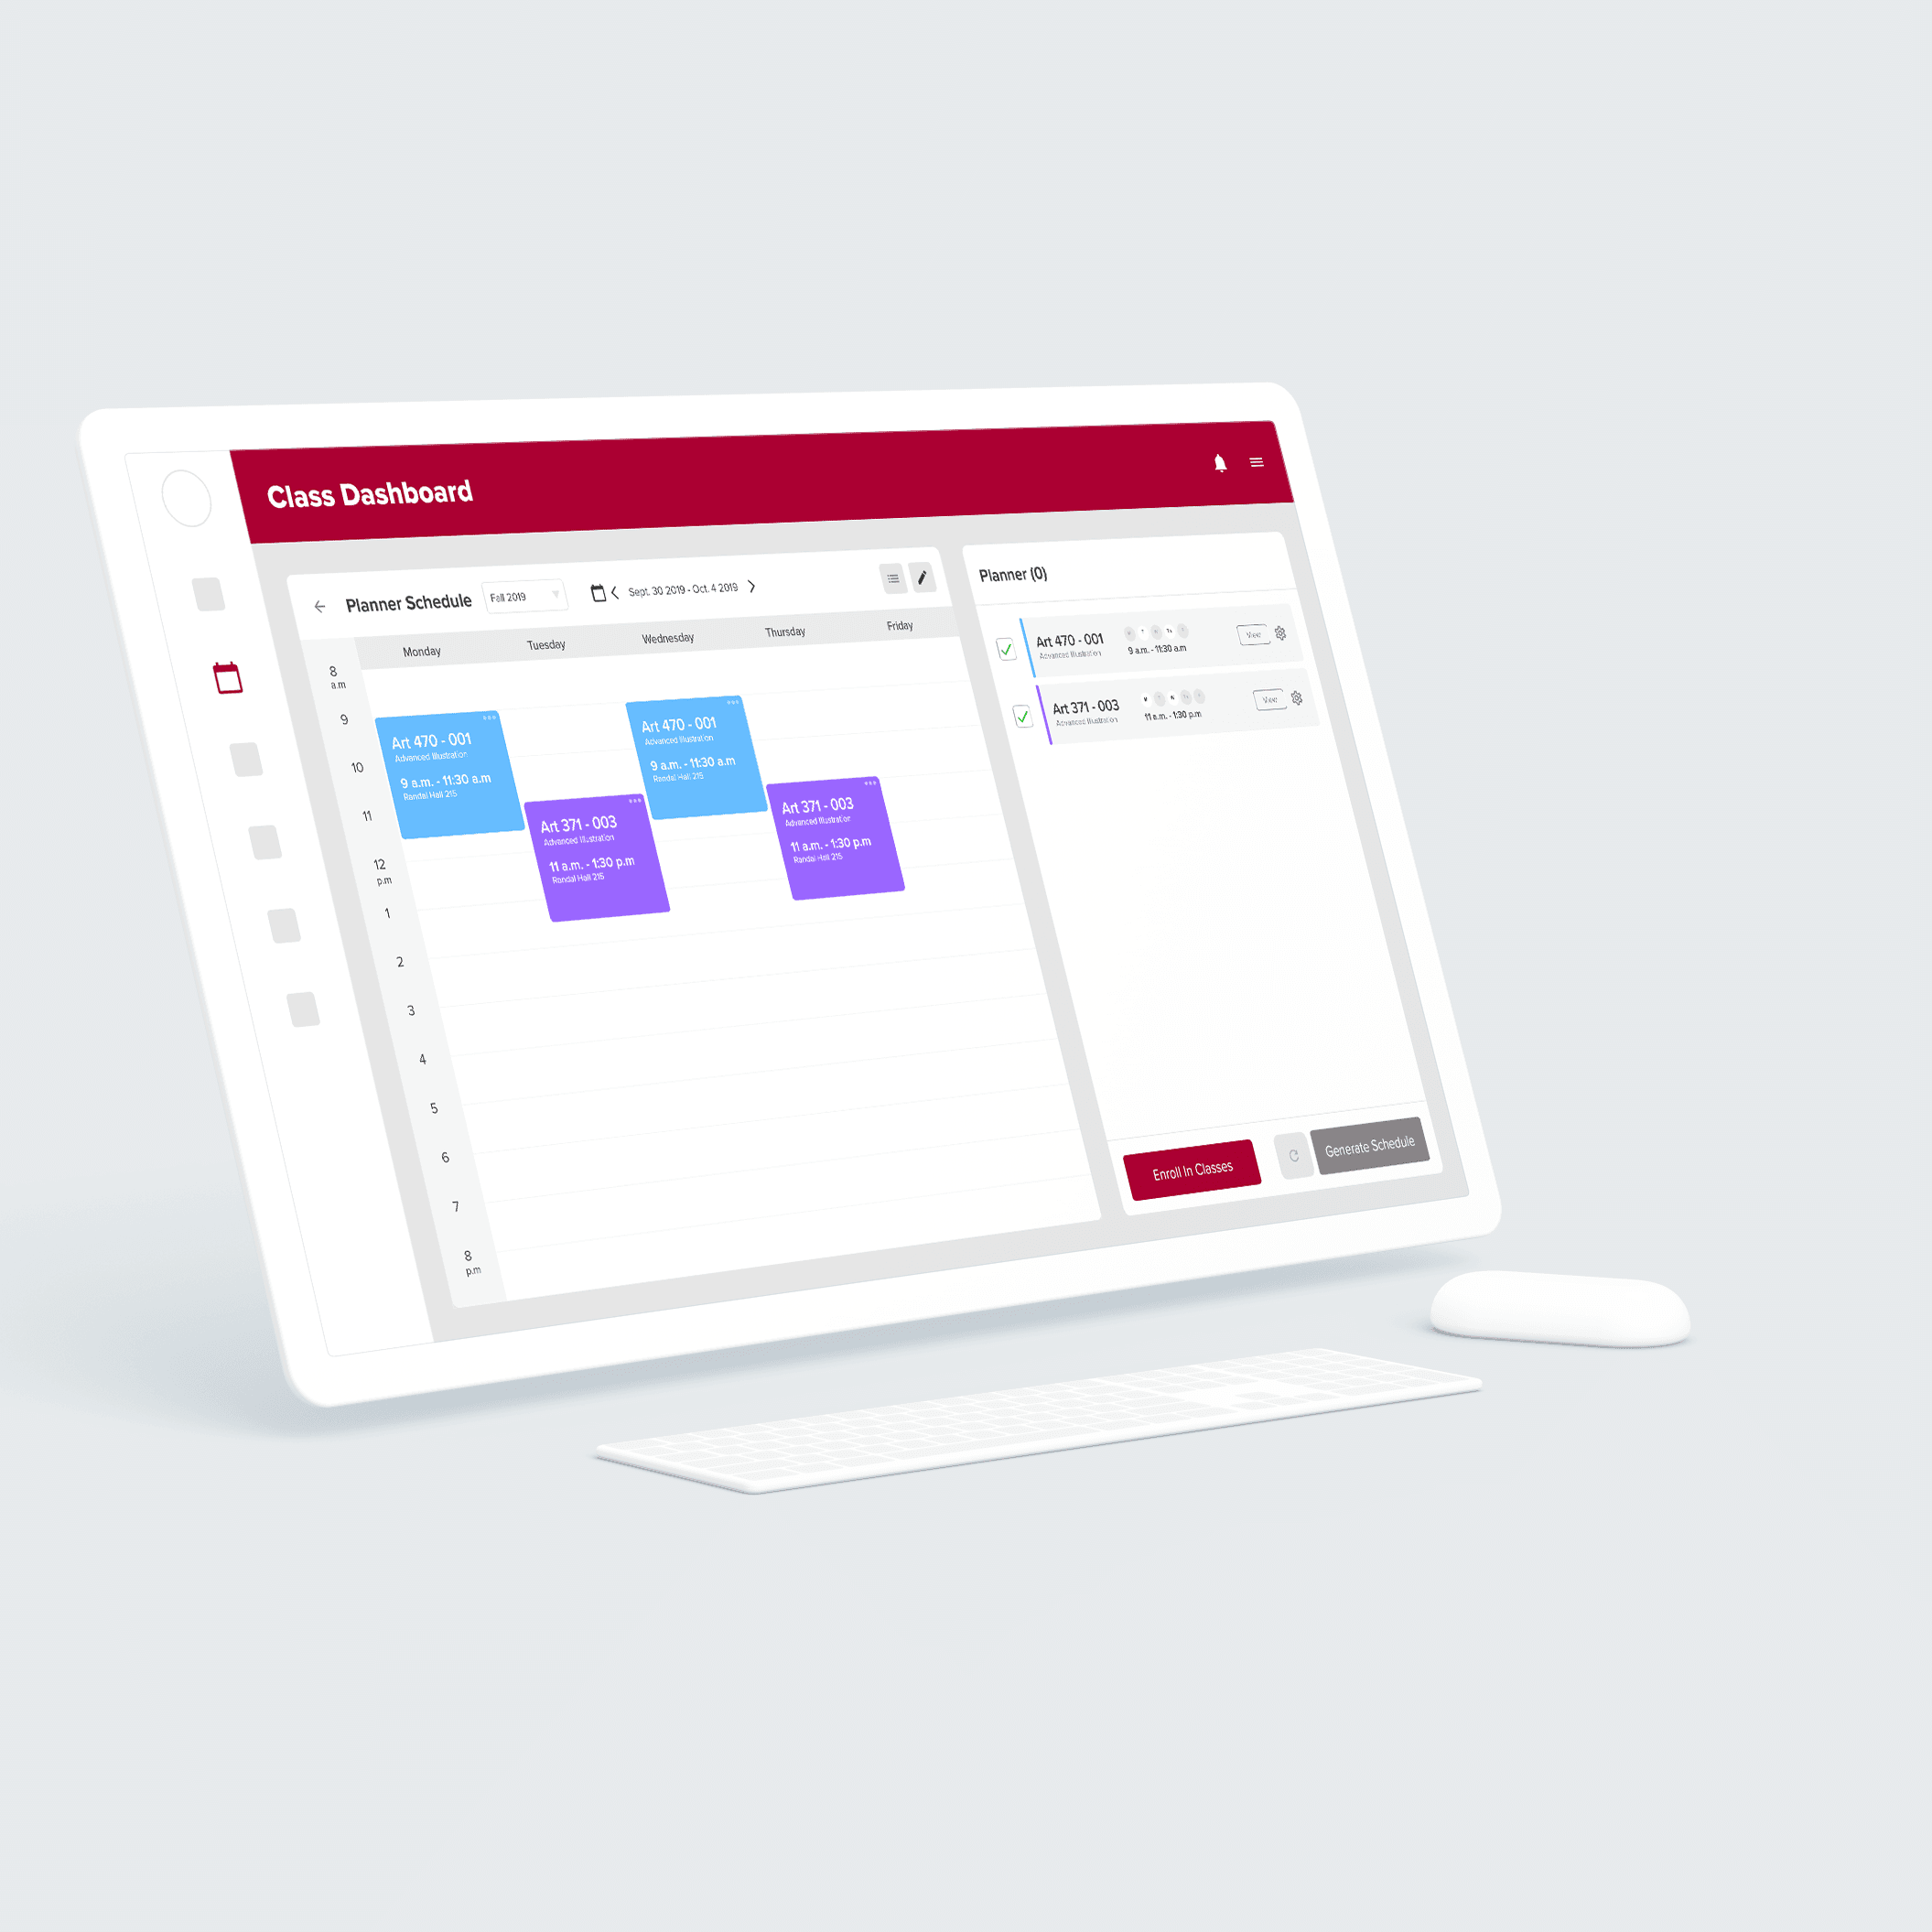 Class Dashboard
Planner Schedule
Fall 2019
Sept. 30 2019 - Oct. 4 2019
Monday
Tuesday
Wednesday
Thursday
Friday
8
a.m
9
10
11
12
p.m
1
2
3
4
5
6
7
8
p.m
Art 470 - 001
Advanced Illustration
9 a.m. - 11:30 a.m
Randal Hall 215
Art 371 - 003
Advanced Illustration
11 a.m. - 1:30 p.m
Randal Hall 215
Art 470 - 001
Advanced Illustration
9 a.m. - 11:30 a.m
Randal Hall 215
Art 371 - 003
Advanced Illustration
11 a.m. - 1:30 p.m
Randal Hall 215
Planner (0)
Art 470 - 001
Advanced Illustration
9 a.m. - 11:30 a.m
View
Art 371 - 003
Advanced Illustration
11 a.m. - 1:30 p.m
View
Enroll In Classes
Generate Schedule